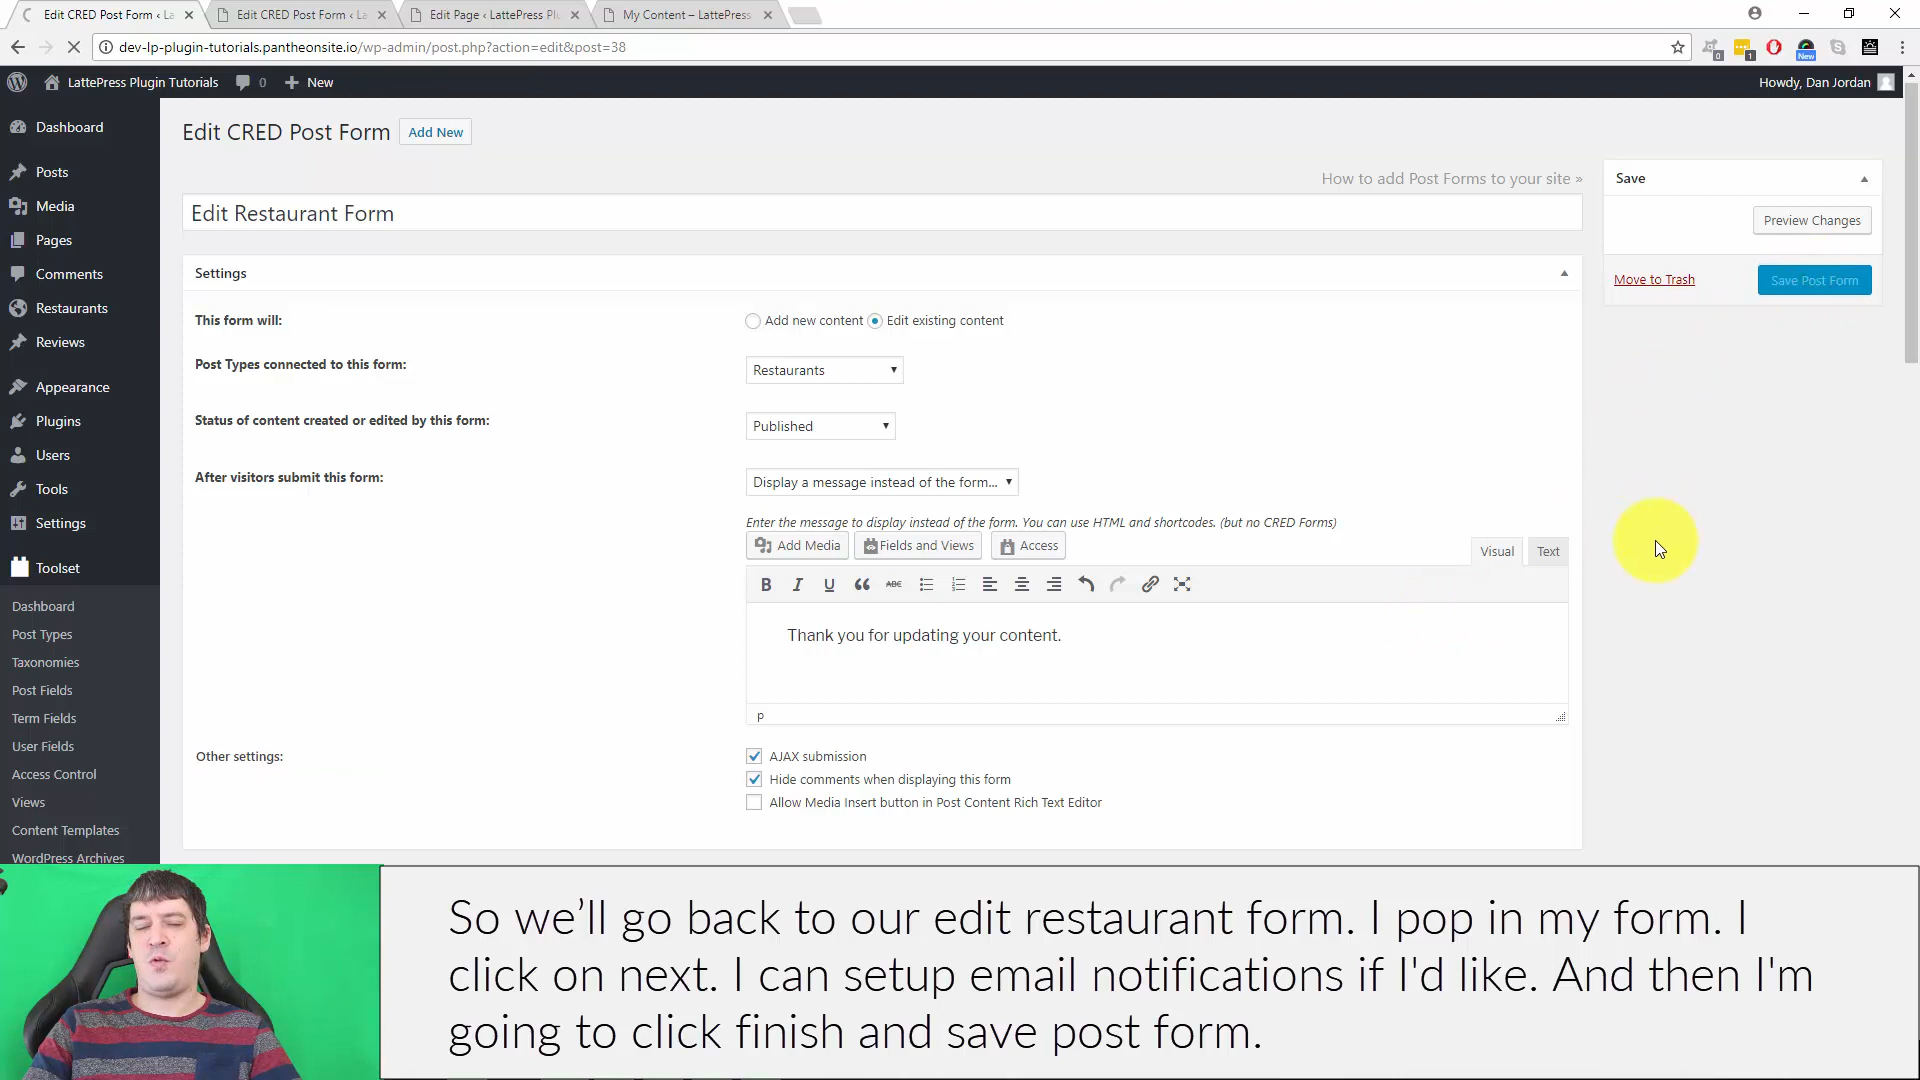 Edit CRED Post Form ‹ La
Edit CRED Post Form ‹ La
Edit Page ‹ LattePress Plu
My Content – LattePress
dev-lp-plugin-tutorials.pantheonsite.io/wp-admin/post.php?action=edit&post=38
0
1
New
LattePress Plugin Tutorials
0
New
Howdy, Dan Jordan
Dashboard
Posts
Media
Pages
Comments
Restaurants
Reviews
Appearance
Plugins
Users
Tools
Settings
Toolset
Dashboard
Post Types
Taxonomies
Post Fields
Term Fields
User Fields
Access Control
Views
Content Templates
WordPress Archives
Edit CRED Post Form
Add New
How to add Post Forms to your site »
Edit Restaurant Form
Settings
This form will:
Add new content
Edit existing content
Post Types connected to this form:
Restaurants
Status of content created or edited by this form:
Published
After visitors submit this form:
Display a message instead of the form...
Enter the message to display instead of the form. You can use HTML and shortcodes. (but no CRED Forms)
Add Media
Fields and Views
Access
Visual
Text
B I U ABC
Thank you for updating your content.
p
Other settings:
AJAX submission
Hide comments when displaying this form
Allow Media Insert button in Post Content Rich Text Editor
Save
Preview Changes
Move to Trash
Save Post Form
So we’ll go back to our edit restaurant form. I pop in my form. I
click on next. I can setup email notifications if I'd like. And then I'm
going to click finish and save post form.